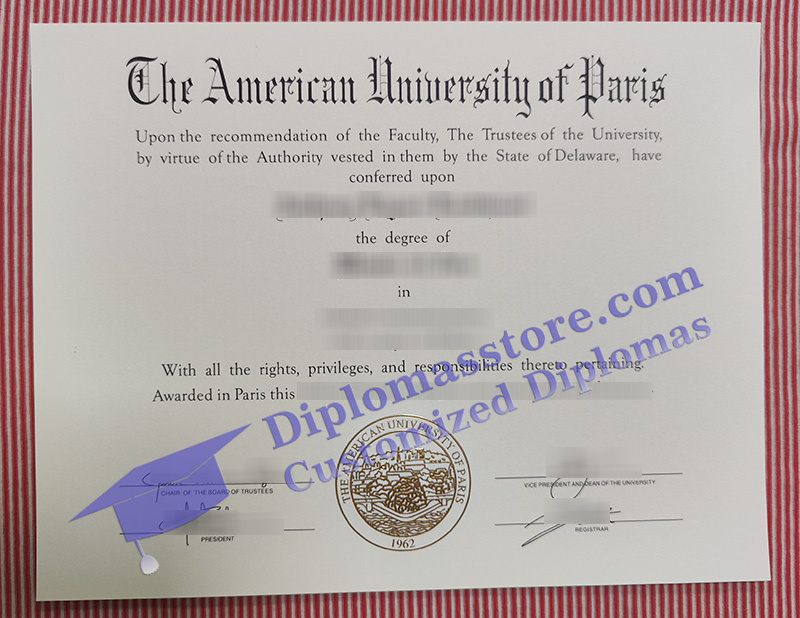 The American University of Paris
Upon the recommendation of the Faculty, The Trustees of the University,
by virtue of the Authority vested in them by the State of Delaware, have
conferred upon
the degree of
in
With all the rights, privileges, and responsibilities thereto pertaining.
Awarded in Paris this
Diplomasstore.com
Customized Diplomas
THE AMERICAN UNIVERSITY OF PARIS
1962
CHAIR OF THE BOARD OF TRUSTEES
VICE PRESIDENT AND DEAN OF THE UNIVERSITY
PRESIDENT
REGISTRAR